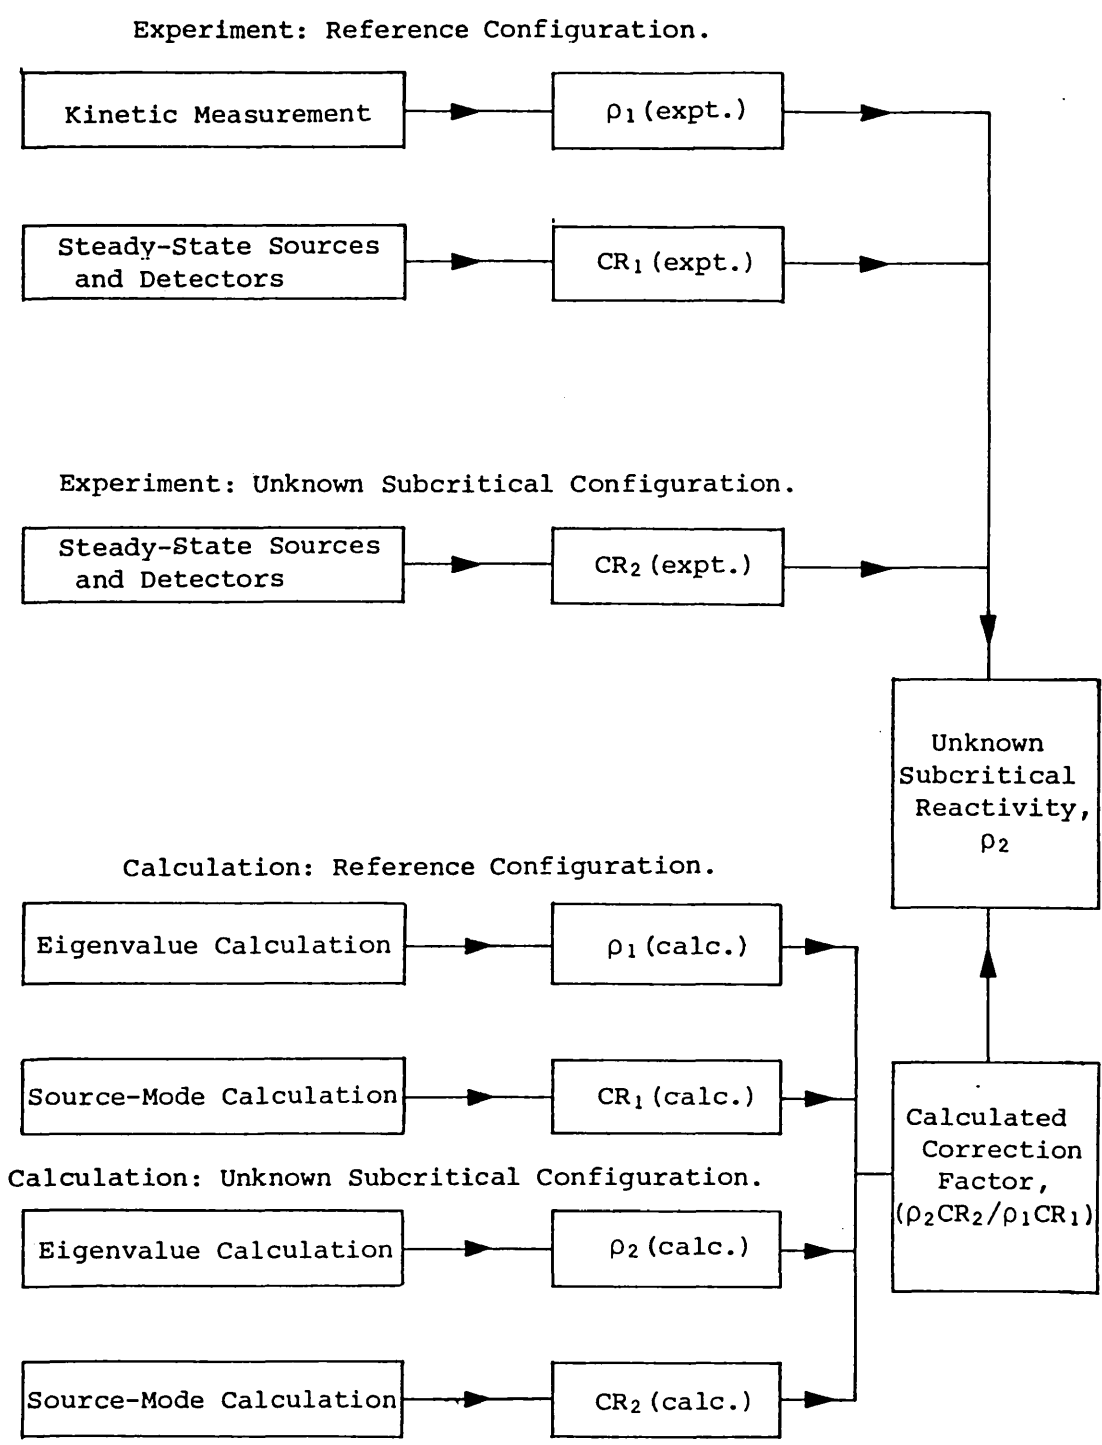 Experiment: Reference Configuration.
Kinetic Measurement
ρ1(expt.)
Steady-State Sources
and Detectors
CR1(expt.)
Experiment: Unknown Subcritical Configuration.
Steady-State Sources
and Detectors
CR2(expt.)
Unknown
Subcritical
Reactivity,
ρ2
Calculation: Reference Configuration.
Eigenvalue Calculation
ρ1(calc.)
Source-Mode Calculation
CR1(calc.)
Calculated
Correction
Factor,
(ρ2CR2/ρ1CR1)
Calculation: Unknown Subcritical Configuration.
Eigenvalue Calculation
ρ2(calc.)
Source-Mode Calculation
CR2(calc.)